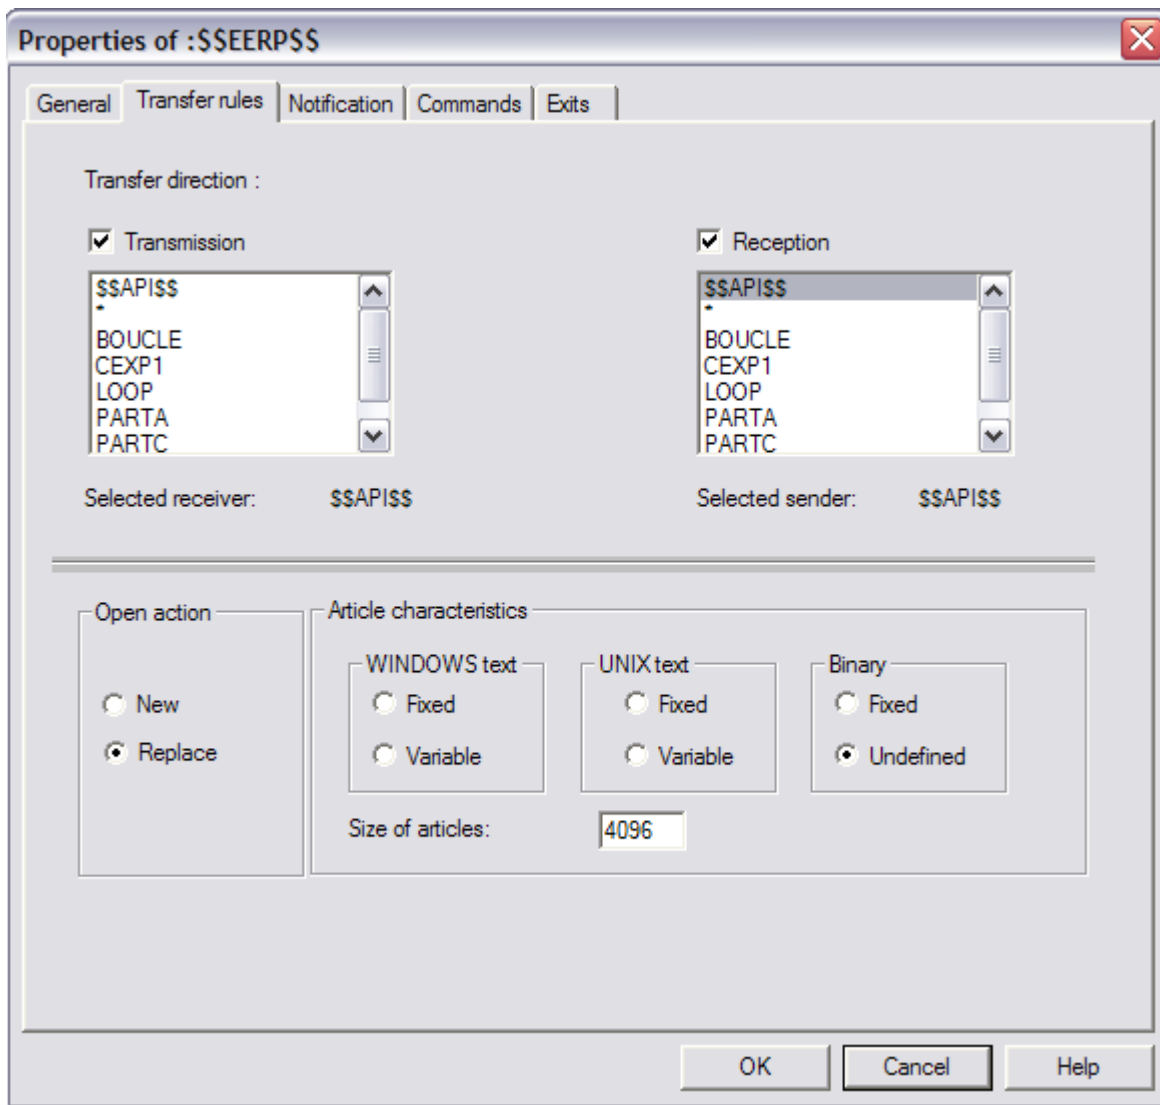 Properties of :$$EERP$$
General Transfer rules Notification Commands Exits
Transfer direction :
Transmission Reception
$$API$$ $$API$$
* *
BOUCLE BOUCLE
CEXP1 CEXP1
LOOP LOOP
PARTA PARTA
PARTC PARTC
Selected receiver: $$API$$ Selected sender: $$API$$
Open action Article characteristics
WINDOWS text UNIX text Binary
New Fixed Fixed Fixed
Replace Variable Variable Undefined
Size of articles: 4096
OK Cancel Help